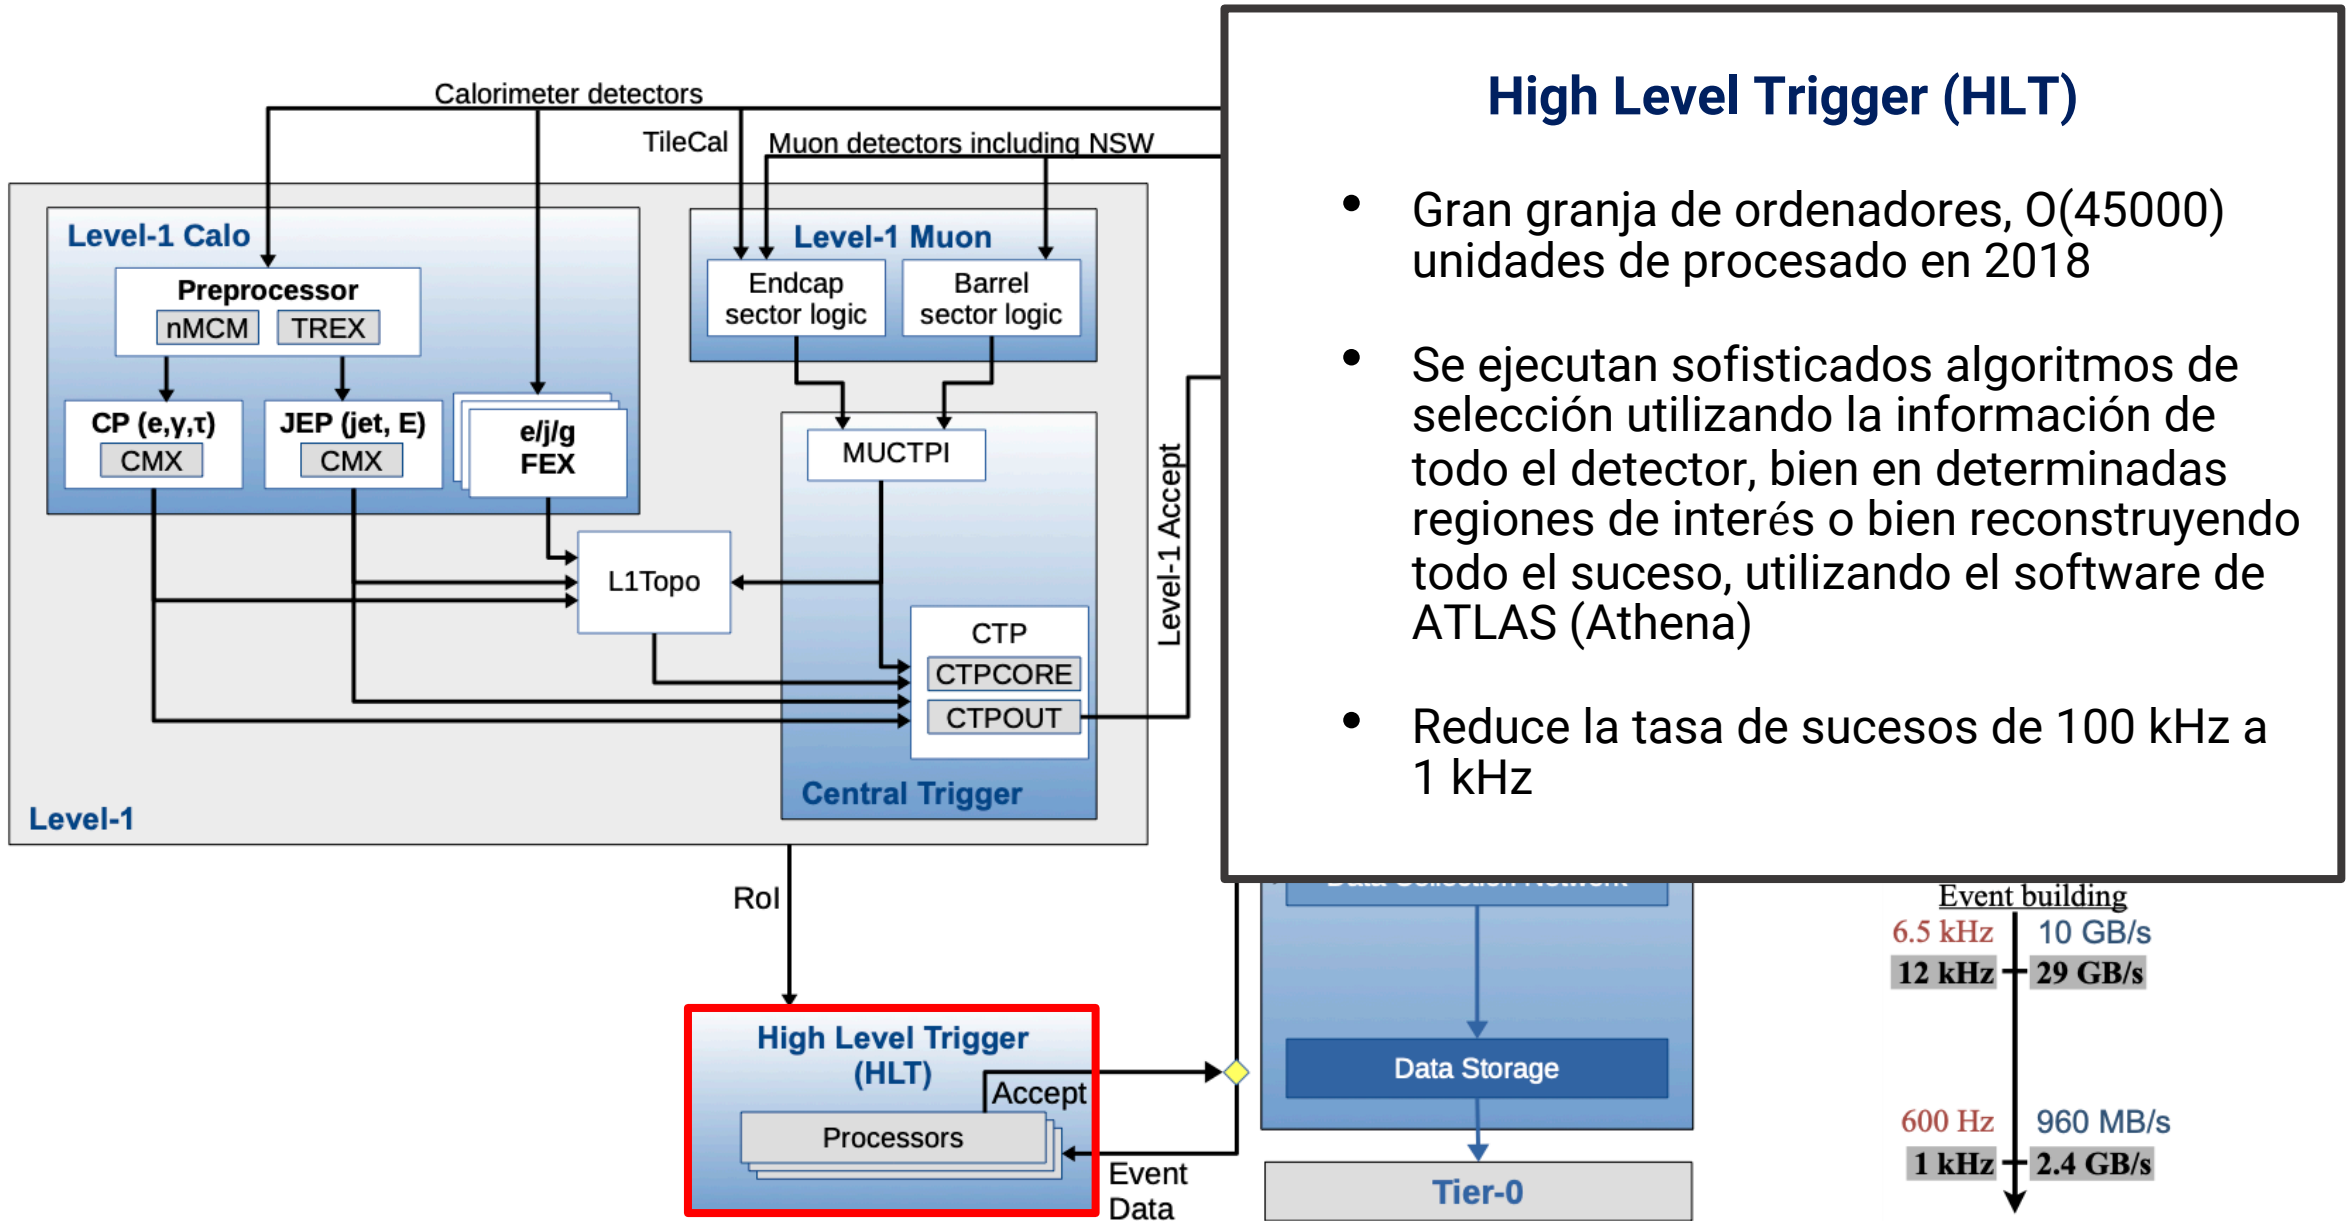 Calorimeter detectors
TileCal
Muon detectors including NSW
Level-1 Calo
Preprocessor
nMCM
TREX
CP (e,γ,τ)
CMX
JEP (jet, E)
CMX
e/j/g
FEX
Level-1 Muon
Endcap
sector logic
Barrel
sector logic
MUCTPI
L1Topo
CTP
CTPCORE
CTPOUT
Central Trigger
Level-1
Level-1 Accept
RoI
High Level Trigger
(HLT)
Accept
Processors
Event
Data
High Level Trigger (HLT)
• Gran granja de ordenadores, O(45000)
unidades de procesado en 2018
• Se ejecutan sofisticados algoritmos de
selección utilizando la información de
todo el detector, bien en determinadas
regiones de interés o bien reconstruyendo
todo el suceso, utilizando el software de
ATLAS (Athena)
• Reduce la tasa de sucesos de 100 kHz a
1 kHz
Data Storage
Tier-0
Event building
6.5 kHz 10 GB/s
12 kHz 29 GB/s
600 Hz 960 MB/s
1 kHz 2.4 GB/s